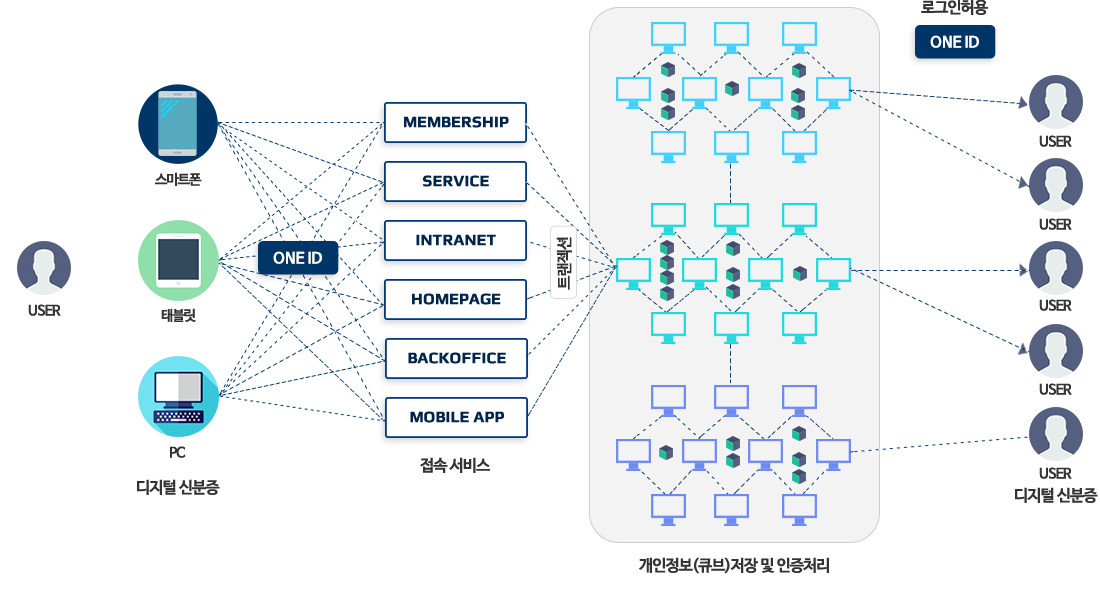 로그인허용
ONE ID
USER
스마트폰
태블릿
PC
디지털 신분증
ONE ID
MEMBERSHIP
SERVICE
INTRANET
HOMEPAGE
BACKOFFICE
MOBILE APP
접속 서비스
트랜잭션
개인정보(큐브)저장 및 인증처리
USER
USER
USER
USER
USER
디지털 신분증